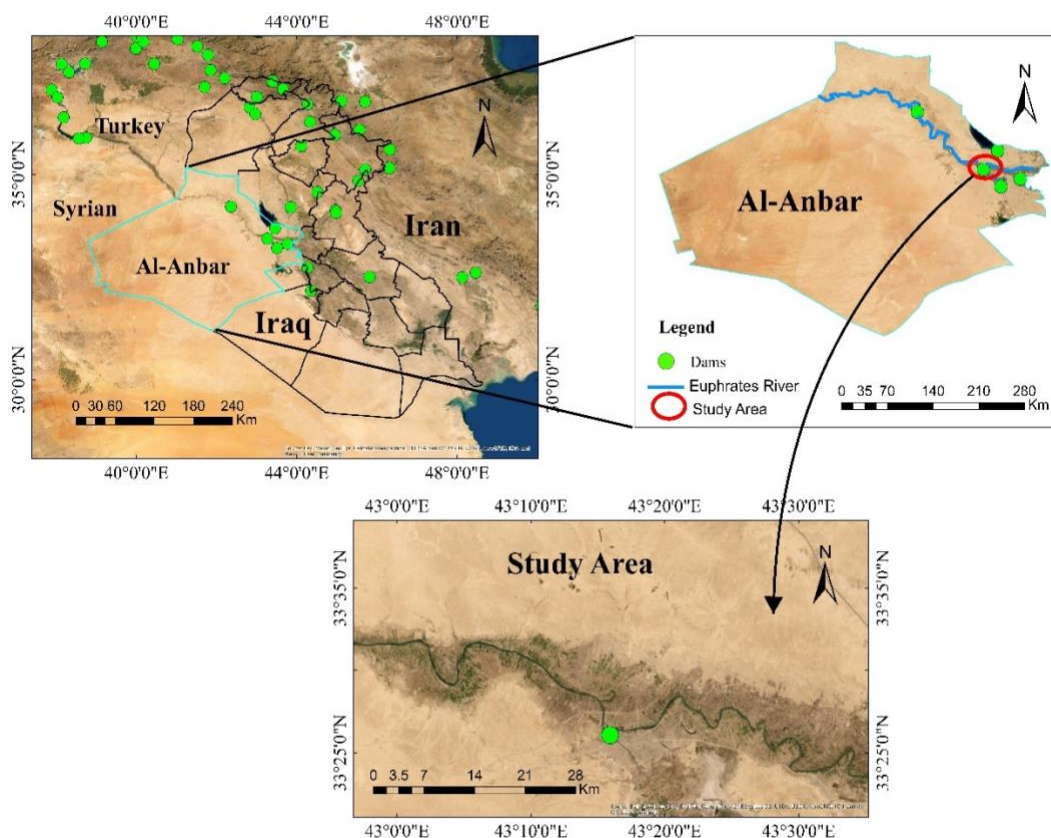 40°0'0"E 44°0'0"E 48°0'0"E
N
Turkey
35°0'0"N
35°0'0"N
Syrian
Iran
Al-Anbar
Iraq
30°0'0"N
30°0'0"N
0 30 60 120 180 240
Km
40°0'0"E 44°0'0"E 48°0'0"E
N
Al-Anbar
Legend
Dams
Euphrates River
Study Area
0 35 70 140 210 280
Km
43°0'0"E 43°10'0"E 43°20'0"E 43°30'0"E
Study Area
N
33°35'0"N
33°35'0"N
33°25'0"N
33°25'0"N
0 3.5 7 14 21 28
Km
43°0'0"E 43°10'0"E 43°20'0"E 43°30'0"E